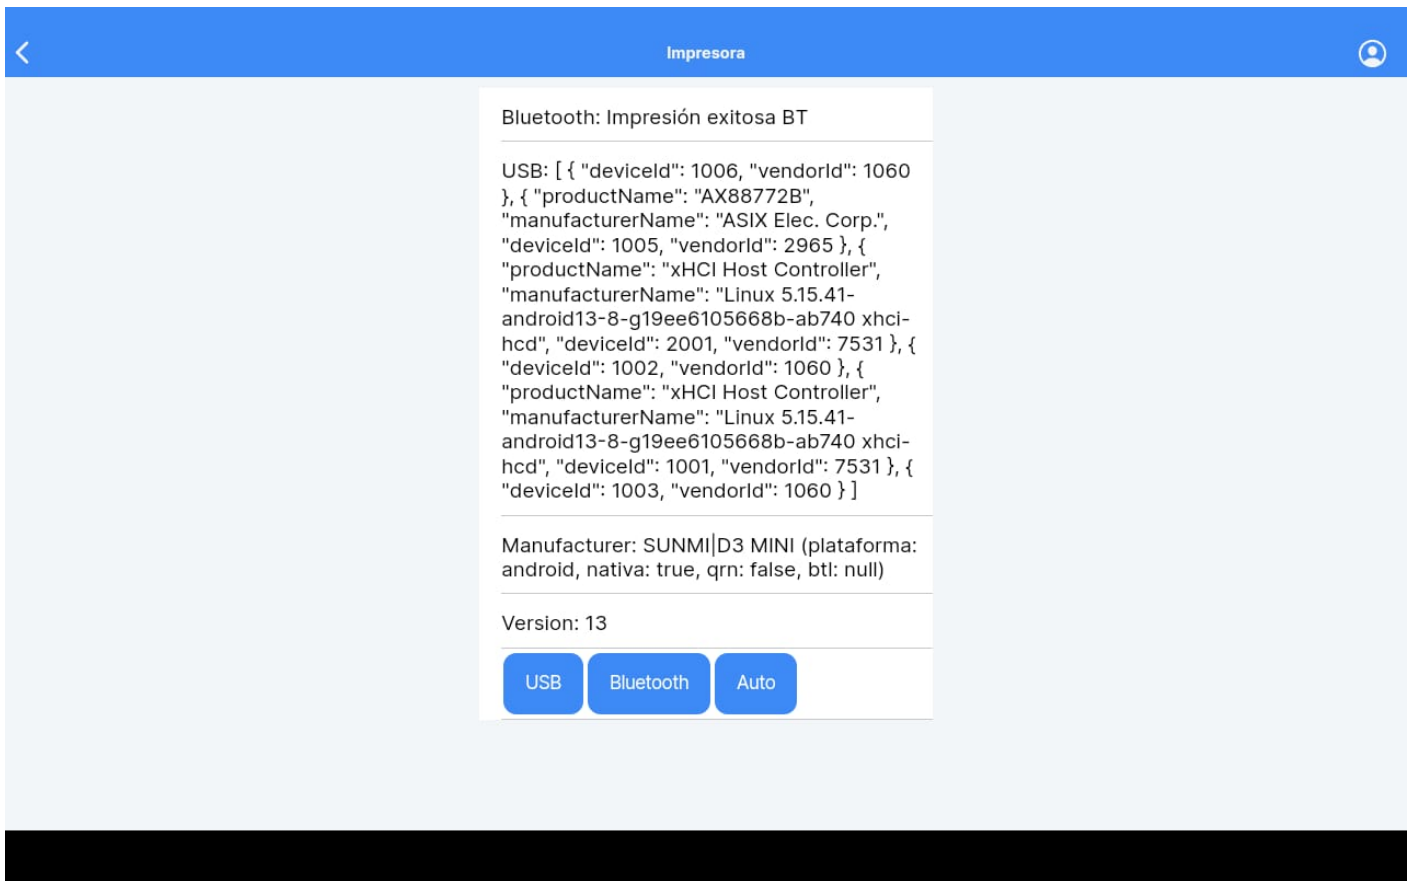 Impresora
Bluetooth: Impresión exitosa BT
USB: [ { "deviceId": 1006, "vendorId": 1060
}, { "productName": "AX88772B",
"manufacturerName": "ASIX Elec. Corp.",
"deviceId": 1005, "vendorId": 2965 }, {
"productName": "xHCI Host Controller",
"manufacturerName": "Linux 5.15.41-
android13-8-g19ee6105668b-ab740 xhci-
hcd", "deviceId": 2001, "vendorId": 7531 }, {
"deviceId": 1002, "vendorId": 1060 }, {
"productName": "xHCI Host Controller",
"manufacturerName": "Linux 5.15.41-
android13-8-g19ee6105668b-ab740 xhci-
hcd", "deviceId": 1001, "vendorId": 7531 }, {
"deviceId": 1003, "vendorId": 1060 } ]
Manufacturer: SUNMI|D3 MINI (plataforma:
android, nativa: true, qrn: false, btl: null)
Version: 13
USB Bluetooth Auto